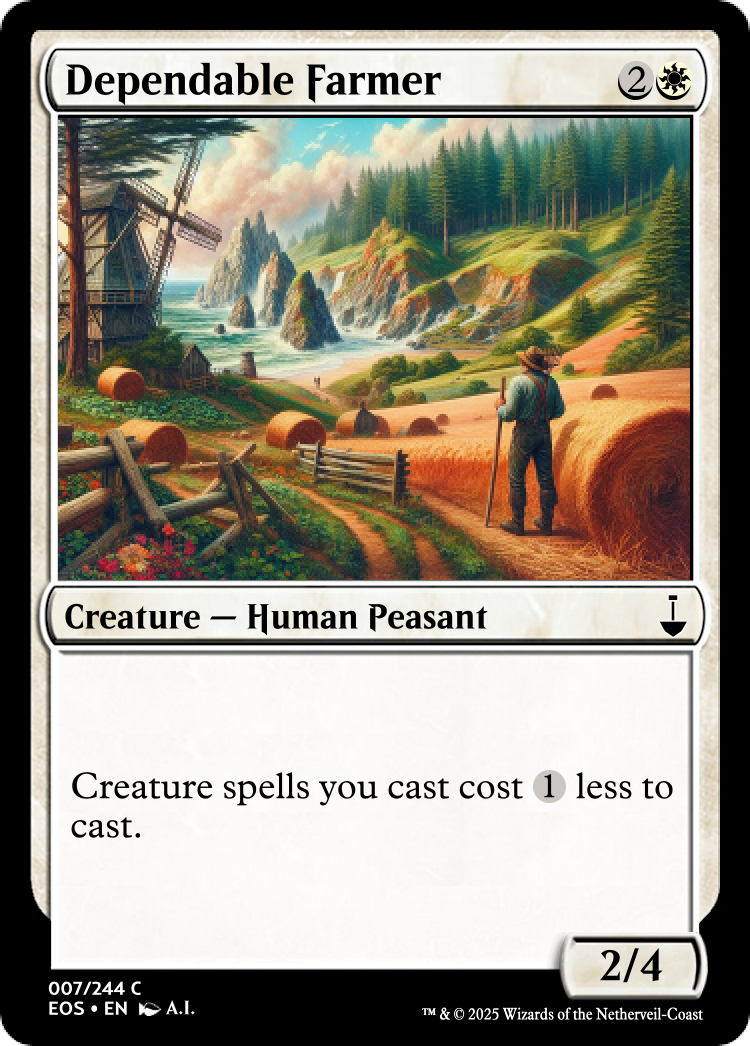 Dependable Farmer 2
Creature — Human Peasant
Creature spells you cast cost 1 less to
cast.
2/4
007/244 C
EOS • EN A.I.
™ & © 2025 Wizards of the Netherveil-Coast